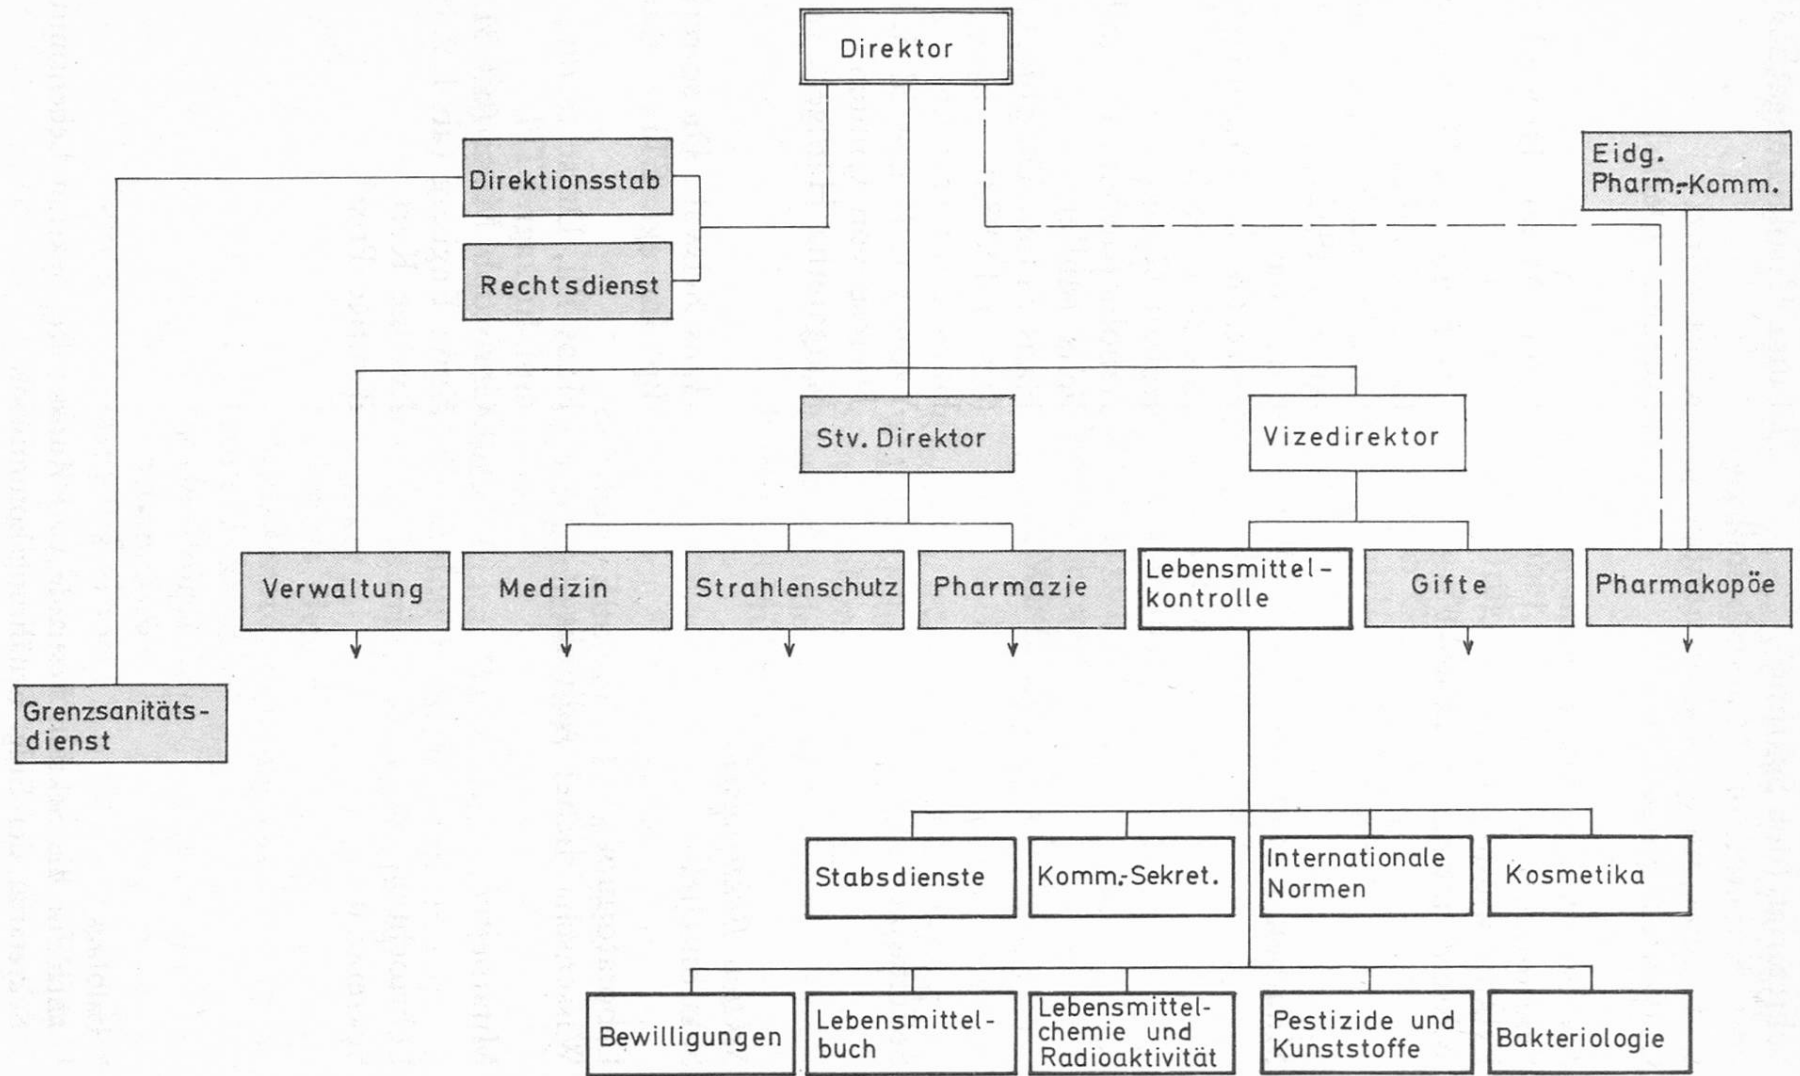 Direktor
Eidg.
Pharm.-Komm.
Direktionsstab
Rechtsdienst
Stv. Direktor
Vizedirektor
Verwaltung
Medizin
Strahlenschutz
Pharmazie
Lebensmittel-
kontrolle
Gifte
Pharmakopöe
Grenzsanitäts-
dienst
Stabsdienste
Komm.-Sekret.
Internationale
Normen
Kosmetika
Bewilligungen
Lebensmittel-
buch
Lebensmittel-
chemie und
Radioaktivität
Pestizide und
Kunststoffe
Bakteriologie